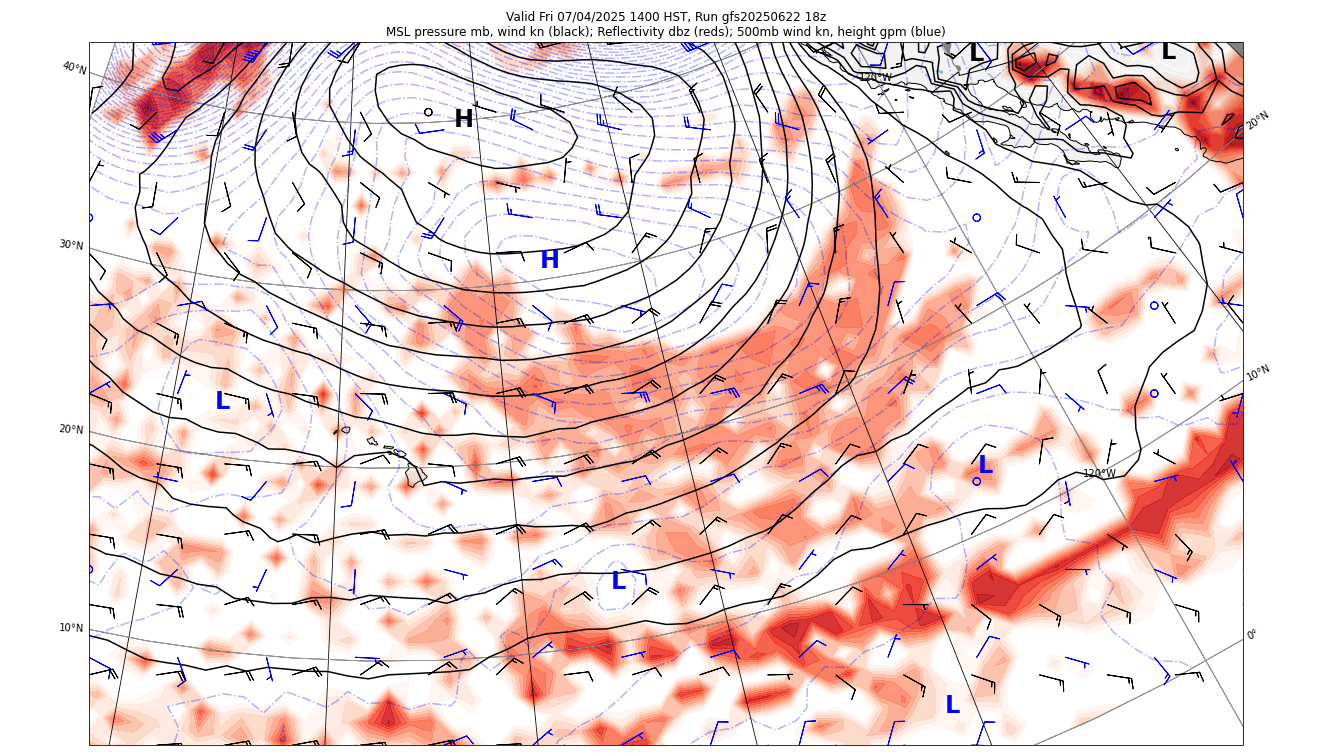 Valid Fri 07/04/2025 1400 HST, Run gfs20250622 18z
MSL pressure mb, wind kn (black); Reflectivity dbz (reds); 500mb wind kn, height gpm (blue)
L
L
40°N
120°W
H
20°N
30°N
H
10°N
L
20°N
L
120°W
L
10°N
0°
L